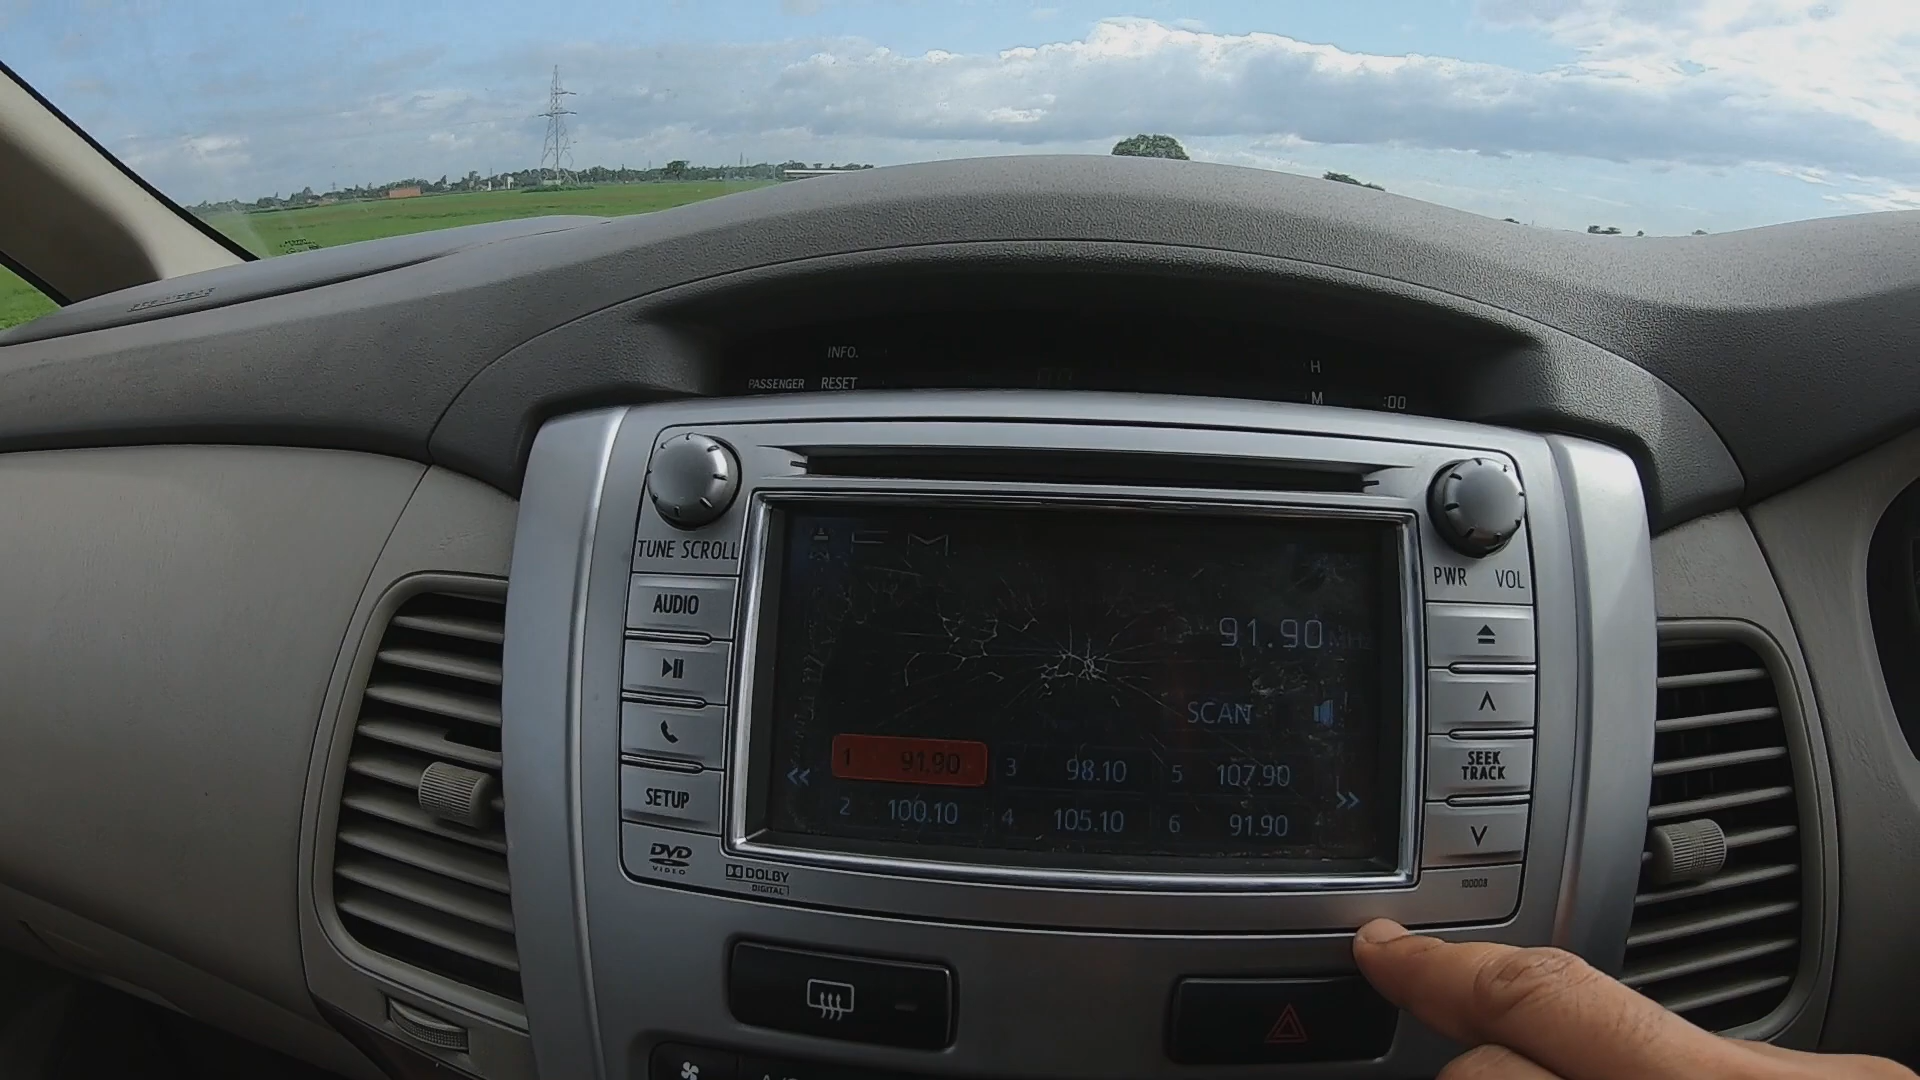 INFO.
PASSENGER RESET
H
M :00
TUNE SCROLL
PWR VOL
AUDIO
SETUP
SEEK
TRACK
FM
91.90
SCAN
1 91.90 3 98.10 5 107.90
2 100.10 4 105.10 6 91.90
DVD
VIDEO
DOLBY
DIGITAL
100008